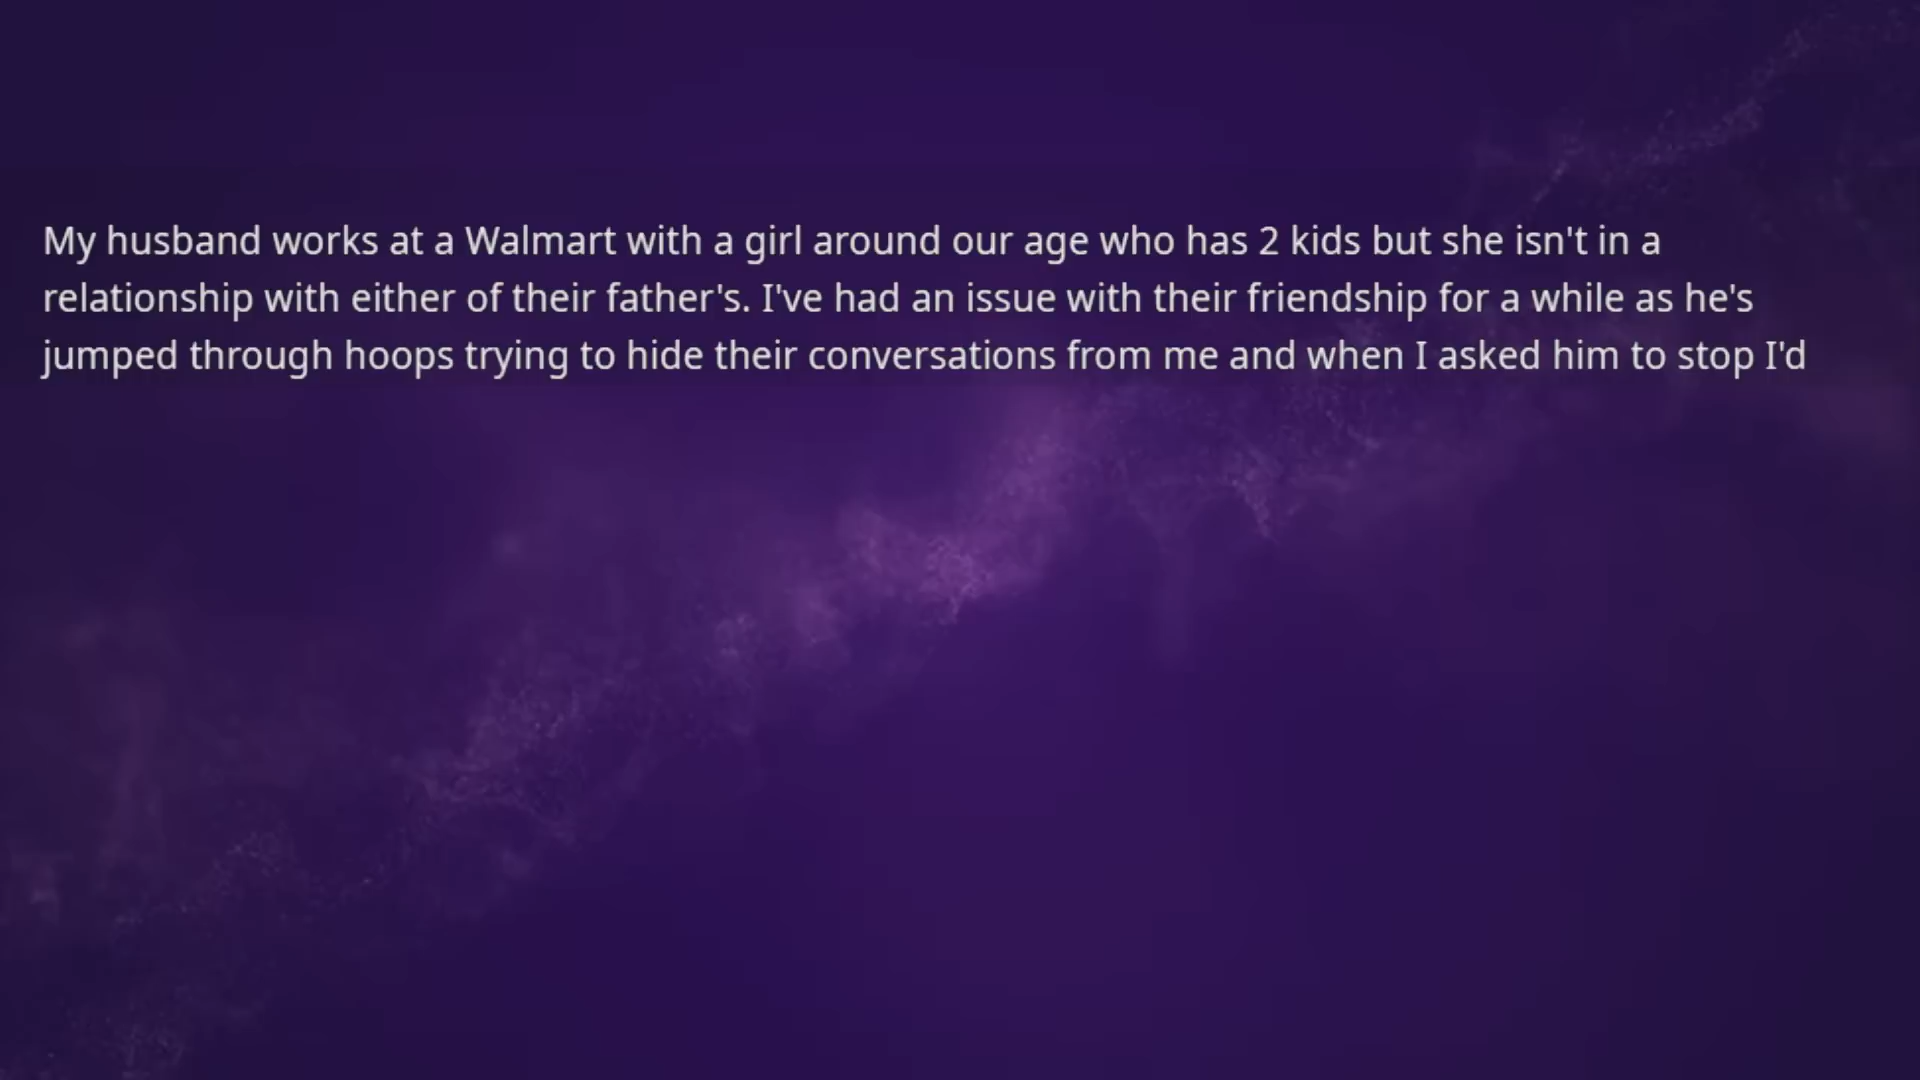 My husband works at a Walmart with a girl around our age who has 2 kids but she isn't in a
relationship with either of their father's. I've had an issue with their friendship for a while as he's
jumped through hoops trying to hide their conversations from me and when I asked him to stop I'd